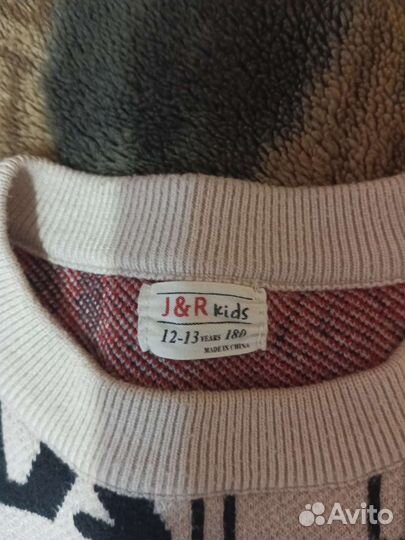 J&R kids
12-13 YEARS 180
MADE IN CHINA
Avito